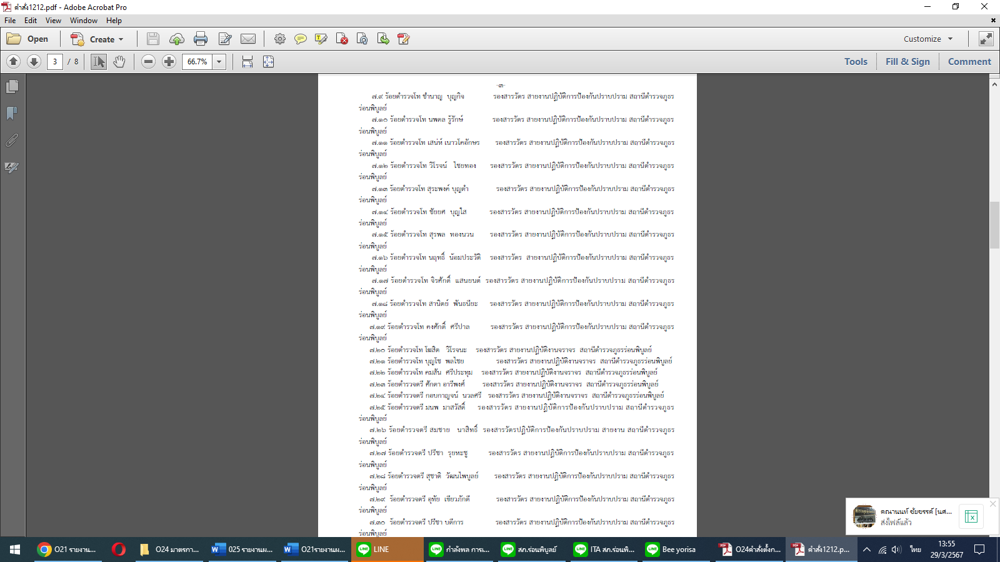 คำสั่ง1212.pdf - Adobe Acrobat Pro
File Edit View Window Help
Open Create Customize
3 / 8 66.7% Tools Fill & Sign Comment
-๓-
๗.๙ ร้อยตำรวจโท ชำนาญ บุญกิจ รองสารวัตร สายงานปฏิบัติการป้องกันปราบปราม สถานีตำรวจภูธร
ร่อนพิบูลย์
๗.๑๐ ร้อยตำรวจโท นพดล รู้รักษ์ รองสารวัตร สายงานปฏิบัติการป้องกันปราบปราม สถานีตำรวจภูธร
ร่อนพิบูลย์
๗.๑๑ ร้อยตำรวจโท เสน่ห์ เนาวโคอักษร รองสารวัตร สายงานปฏิบัติการป้องกันปราบปราม สถานีตำรวจภูธร
ร่อนพิบูลย์
๗.๑๒ ร้อยตำรวจโท วิโรจน์ ไชยทอง รองสารวัตร สายงานปฏิบัติการป้องกันปราบปราม สถานีตำรวจภูธร
ร่อนพิบูลย์
๗.๑๓ ร้อยตำรวจโท สุระพงค์ บุญดำ รองสารวัตร สายงานปฏิบัติการป้องกันปราบปราม สถานีตำรวจภูธร
ร่อนพิบูลย์
๗.๑๔ ร้อยตำรวจโท ชัยยศ บุญใส รองสารวัตร สายงานปฏิบัติการป้องกันปราบปราม สถานีตำรวจภูธร
ร่อนพิบูลย์
๗.๑๕ ร้อยตำรวจโท สุรพล ทองนวน รองสารวัตร สายงานปฏิบัติการป้องกันปราบปราม สถานีตำรวจภูธร
ร่อนพิบูลย์
๗.๑๖ ร้อยตำรวจโท นฤทธิ์ น้อมประวัติ รองสารวัตร สายงานปฏิบัติการป้องกันปราบปราม สถานีตำรวจภูธร
ร่อนพิบูลย์
๗.๑๗ ร้อยตำรวจโท จิรศักดิ์ แสนยนต์ รองสารวัตร สายงานปฏิบัติการป้องกันปราบปราม สถานีตำรวจภูธร
ร่อนพิบูลย์
๗.๑๘ ร้อยตำรวจโท สานิตย์ พันธนียะ รองสารวัตร สายงานปฏิบัติการป้องกันปราบปราม สถานีตำรวจภูธร
ร่อนพิบูลย์
๗.๑๙ ร้อยตำรวจโท คงศักดิ์ ศรีปาล รองสารวัตร สายงานปฏิบัติการป้องกันปราบปราม สถานีตำรวจภูธร
ร่อนพิบูลย์
๗.๒๐ ร้อยตำรวจโท โฆสิต วิโรจนะ รองสารวัตร สายงานปฏิบัติงานจราจร สถานีตำรวจภูธรร่อนพิบูลย์
๗.๒๑ ร้อยตำรวจโท บุญโช พลไชย รองสารวัตร สายงานปฏิบัติงานจราจร สถานีตำรวจภูธรร่อนพิบูลย์
๗.๒๒ ร้อยตำรวจโท คมสัน ศรีประทุม รองสารวัตร สายงานปฏิบัติงานจราจร สถานีตำรวจภูธรร่อนพิบูลย์
๗.๒๓ ร้อยตำรวจตรี ศักดา อารีพงศ์ รองสารวัตร สายงานปฏิบัติงานจราจร สถานีตำรวจภูธรร่อนพิบูลย์
๗.๒๔ ร้อยตำรวจตรี กอบกาญจน์ นวลศรี รองสารวัตร สายงานปฏิบัติงานจราจร สถานีตำรวจภูธรร่อนพิบูลย์
๗.๒๕ ร้อยตำรวจตรี มนพ มาสวัสดิ์ รองสารวัตร สายงานปฏิบัติการป้องกันปราบปราม สถานีตำรวจภูธร
ร่อนพิบูลย์
๗.๒๖ ร้อยตำรวจตรี สมชาย นาสิทธิ์ รองสารวัตรปฏิบัติการป้องกันปราบปราม สายงาน สถานีตำรวจภูธร
ร่อนพิบูลย์
๗.๒๗ ร้อยตำรวจตรี ปรีชา รุยหะชู รองสารวัตร สายงานปฏิบัติการป้องกันปราบปราม สถานีตำรวจภูธร
ร่อนพิบูลย์
๗.๒๘ ร้อยตำรวจตรี สุชาติ วัฒนไพบูลย์ รองสารวัตร สายงานปฏิบัติการป้องกันปราบปราม สถานีตำรวจภูธร
ร่อนพิบูลย์
๗.๒๙ ร้อยตำรวจตรี อุทัย เขียวภักดี รองสารวัตร สายงานปฏิบัติการป้องกันปราบปราม สถานีตำรวจภูธร
ร่อนพิบูลย์
๗.๓๐ ร้อยตำรวจตรี ปรีชา บดีการ รองสารวัตร สายงานปฏิบัติการป้องกันปราบปราม สถานีตำรวจภูธร
ร่อนพิบูลย์
คณานนท์ ชัยขรรค์ [นศ...
ส่งไฟล์แล้ว
O21 รายงาน... O24 มาตรกา... 025 รายงานผ... O21รายงานผ... LINE กำลังพล การเ... สภ.ร่อนพิบูลย์ ITA สภ.ร่อนพิ... Bee yorisa O24คำสั่งตั้งก... คำสั่ง1212.p... ไทย 13:55
29/3/2567